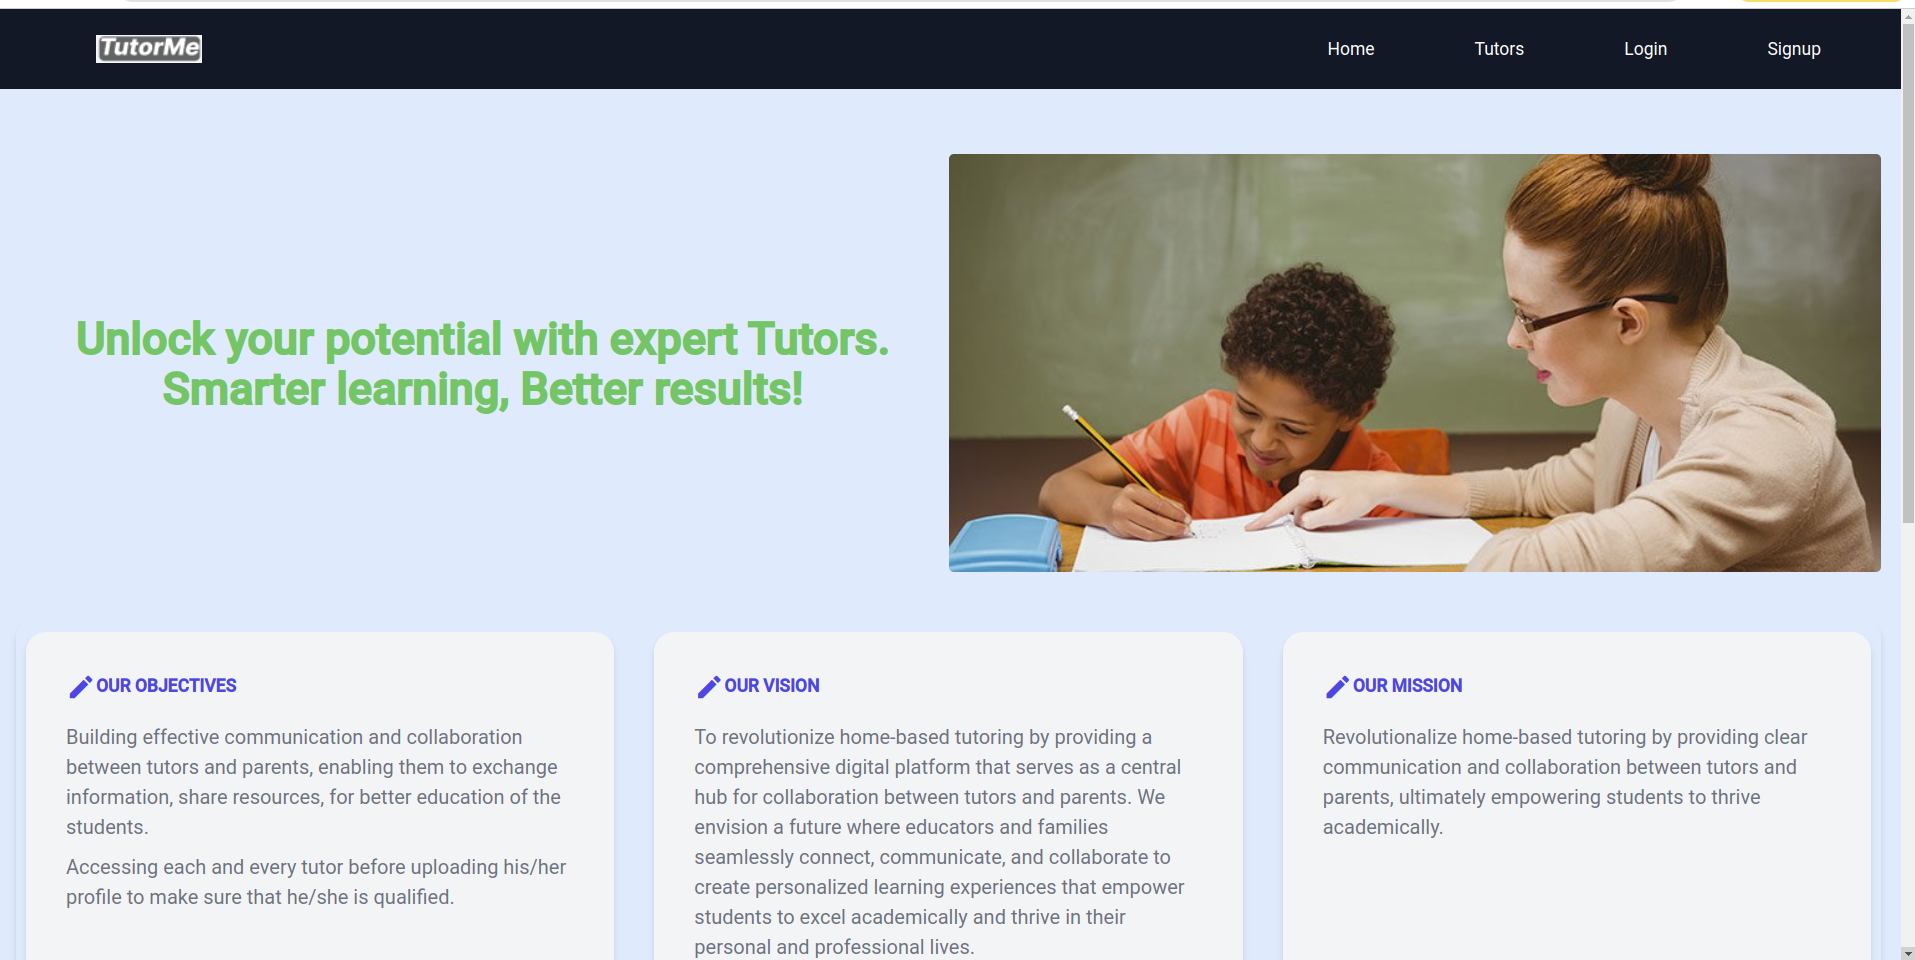 TutorMe
Home
Tutors
Login
Signup
Unlock your potential with expert Tutors.
Smarter learning, Better results!
OUR OBJECTIVES
Building effective communication and collaboration
between tutors and parents, enabling them to exchange
information, share resources, for better education of the
students.
Accessing each and every tutor before uploading his/her
profile to make sure that he/she is qualified.
OUR VISION
To revolutionize home-based tutoring by providing a
comprehensive digital platform that serves as a central
hub for collaboration between tutors and parents. We
envision a future where educators and families
seamlessly connect, communicate, and collaborate to
create personalized learning experiences that empower
students to excel academically and thrive in their
personal and professional lives.
OUR MISSION
Revolutionalize home-based tutoring by providing clear
communication and collaboration between tutors and
parents, ultimately empowering students to thrive
academically.